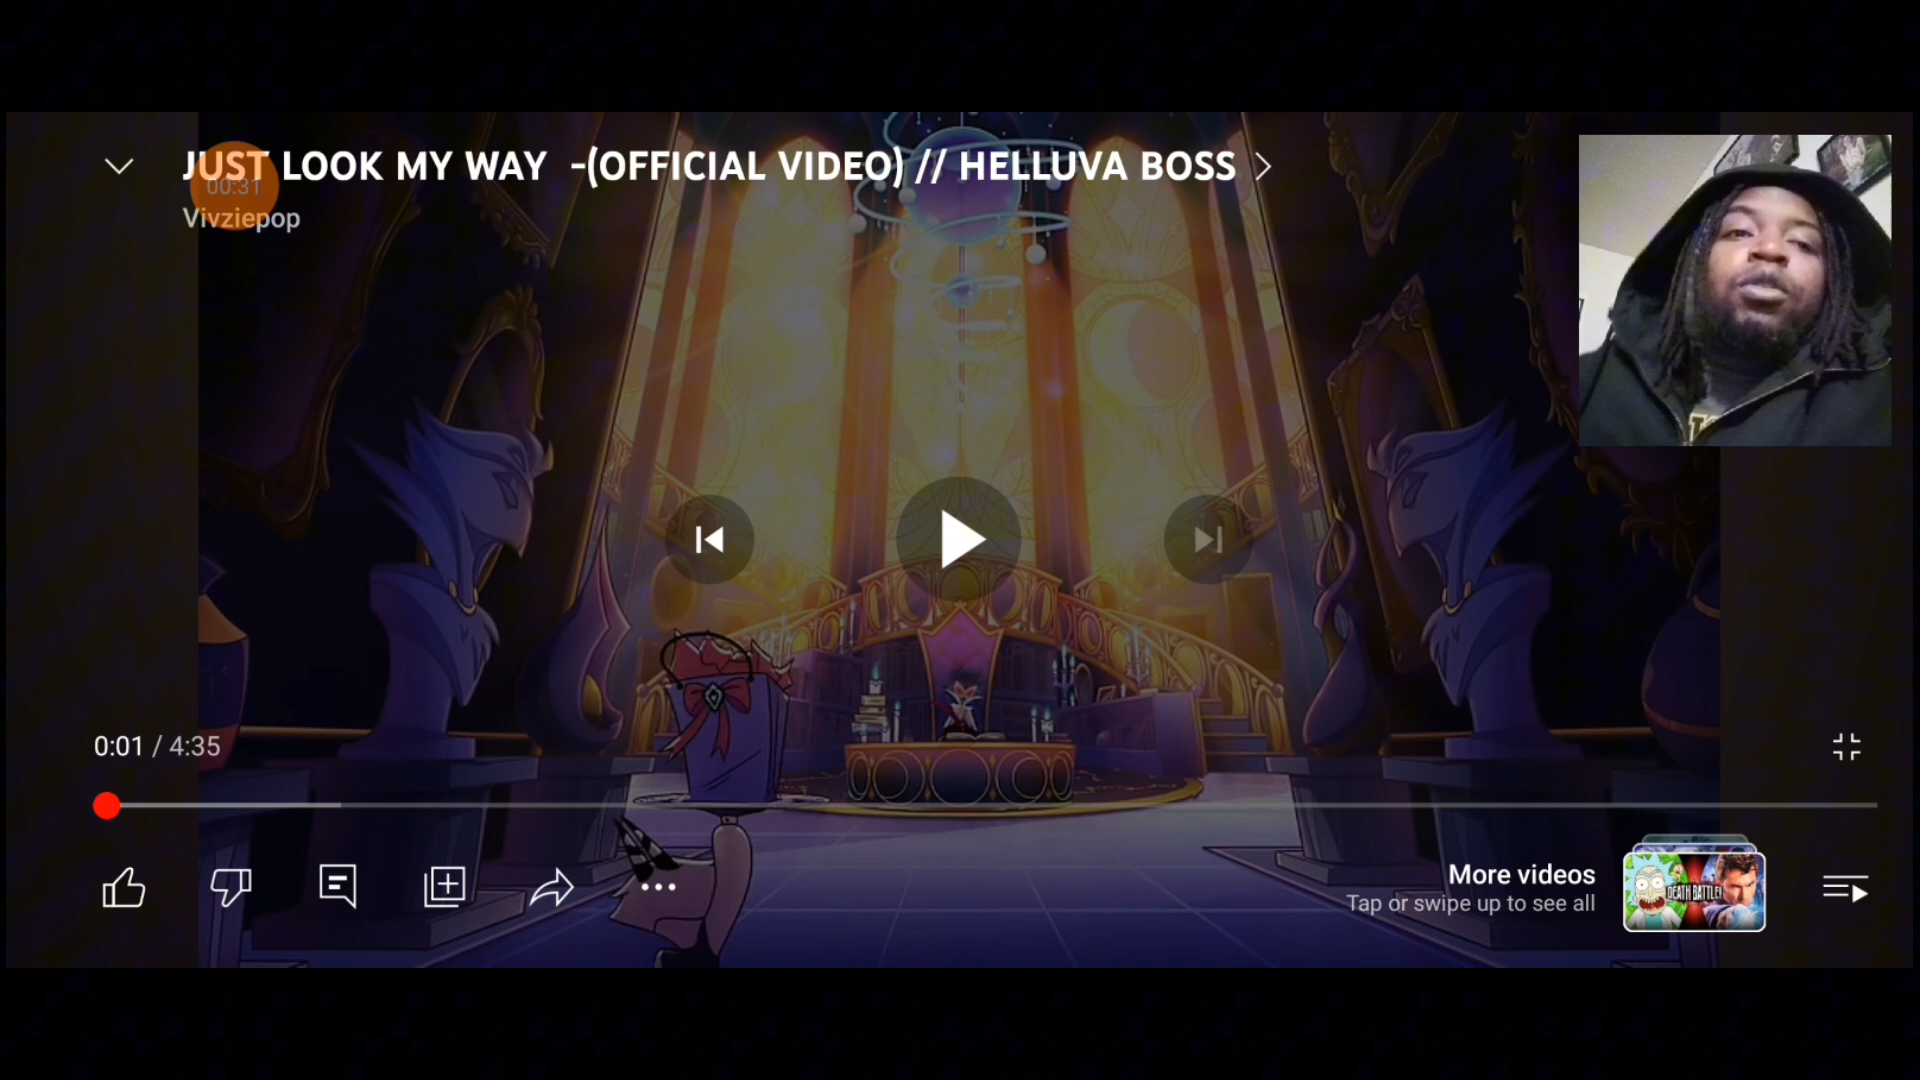 JUST LOOK MY WAY -(OFFICIAL VIDEO) // HELLUVA BOSS
00:31
Vivziepop
0:01 / 4:35
More videos
Tap or swipe up to see all
DEATH BATTLE!